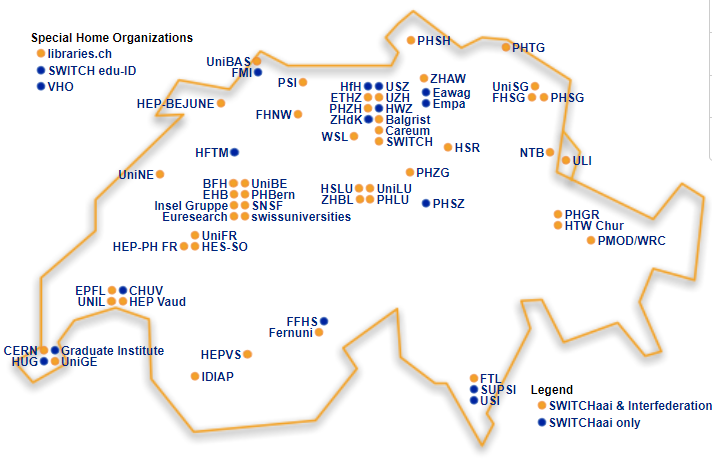 Special Home Organizations
libraries.ch
SWITCH edu-ID
VHO
PHSH
PHTG
UniBAS
FMI
PSI
HfH USZ
ETHZ UZH
PHZH HWZ
ZHdK Balgrist
Careum
SWITCH
ZHAW
Eawag
Empa
UniSG
FHSG PHSG
HEP-BEJUNE
FHNW
WSL
HSR
HFTM
NTB
ULI
UniNE
PHZG
BFH UniBE
EHB PHBern
Insel Gruppe SNSF
Euresearch swissuniversities
HSLU UniLU
ZHBL PHLU
PHSZ
PHGR
HTW Chur
PMOD/WRC
UniFR
HEP-PH FR HES-SO
EPFL CHUV
UNIL HEP Vaud
FFHS
Fernuni
CERN Graduate Institute
HUG UniGE
HEPVS
IDIAP
FTL
SUPSI
USI
Legend
SWITCHaai & Interfederation
SWITCHaai only